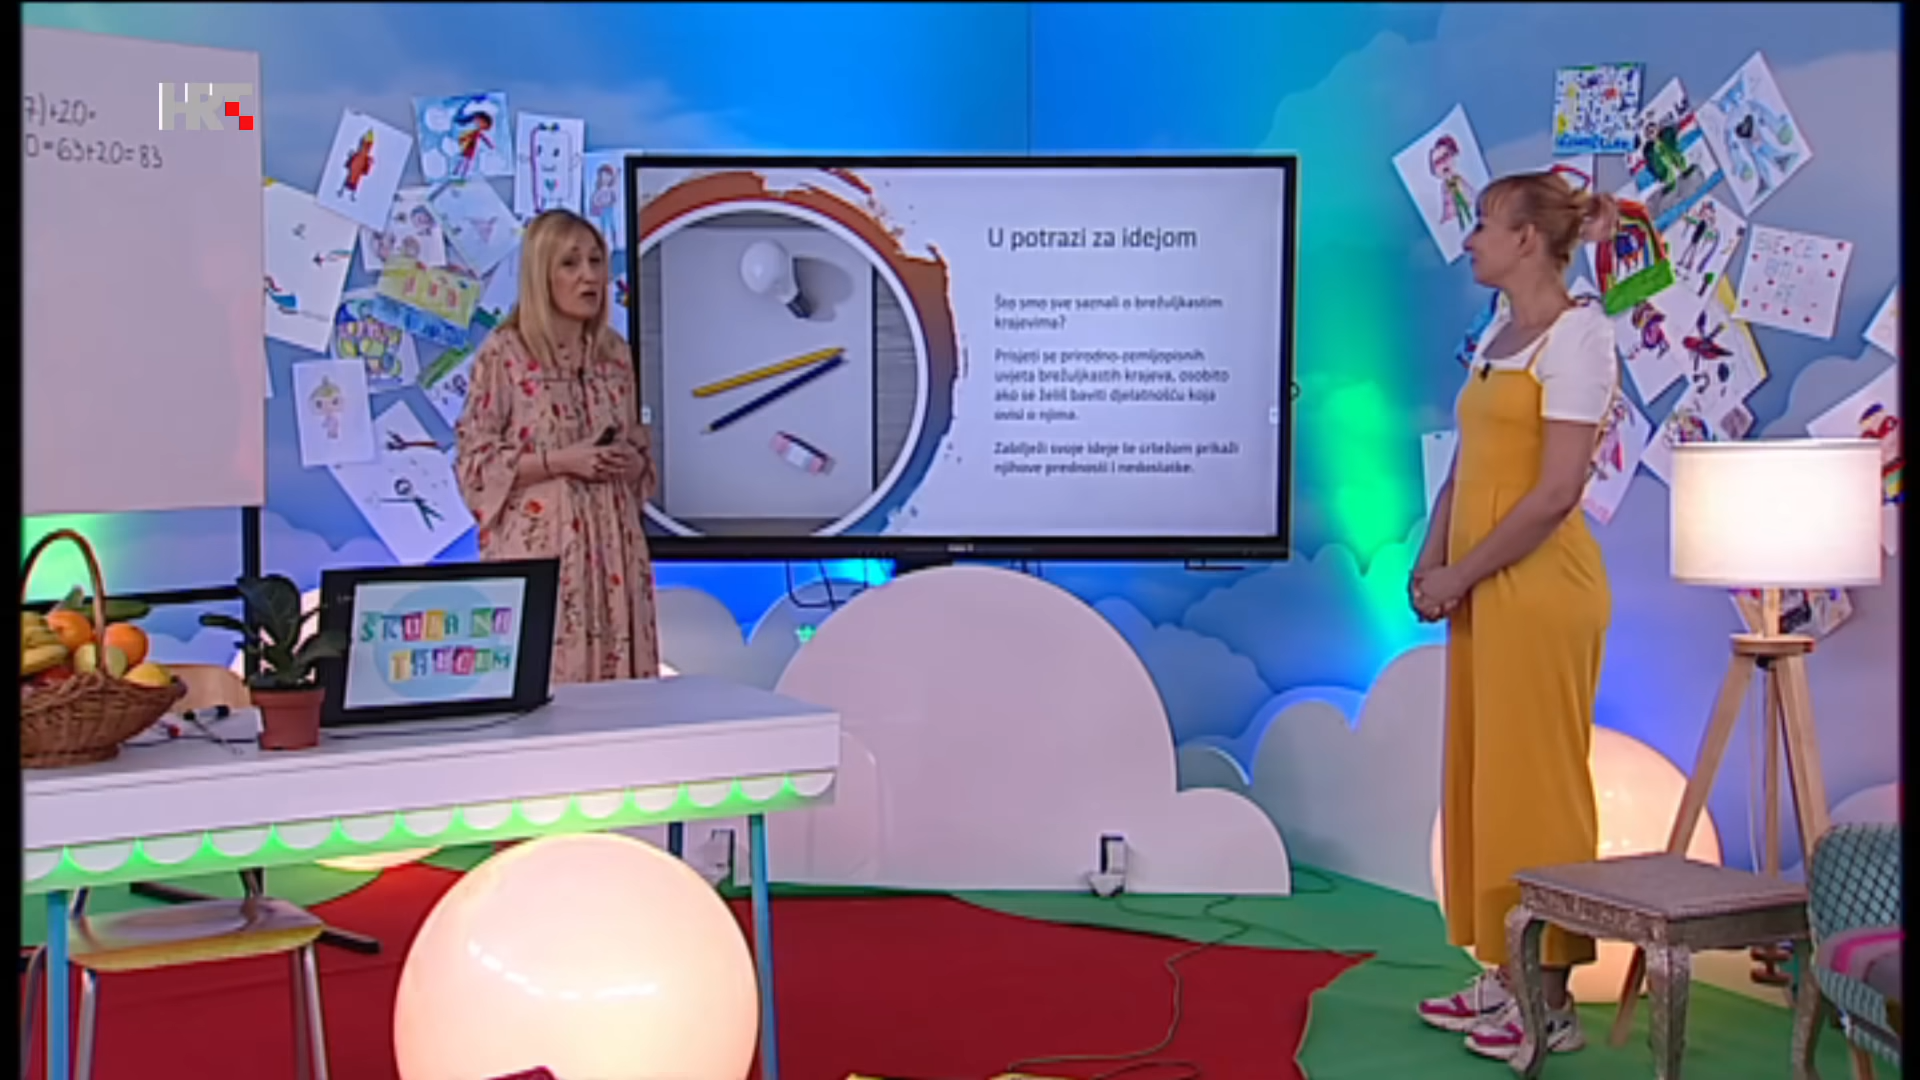 7)+20=
0=63+20=83
HRT
U potrazi za idejom
Što smo sve saznali o brežuljkastim
krajevima?
Prisjeti se prirodno-zemljopisnih
uvjeta brežuljkastih krajeva, osobito
ako se želiš baviti djelatnošću koja
ovisi o njima.
Zabilježi svoje ideje te crtežom prikaži
njihove prednosti i nedostatke.
ŠKOLA NA
TREĆEM